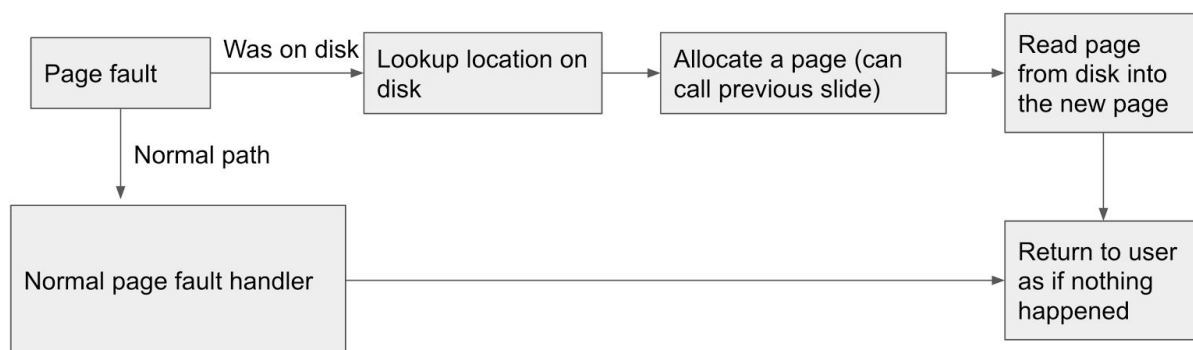 Page fault
Was on disk
Lookup location on
disk
Allocate a page (can
call previous slide)
Read page
from disk into
the new page
Normal path
Normal page fault handler
Return to user
as if nothing
happened